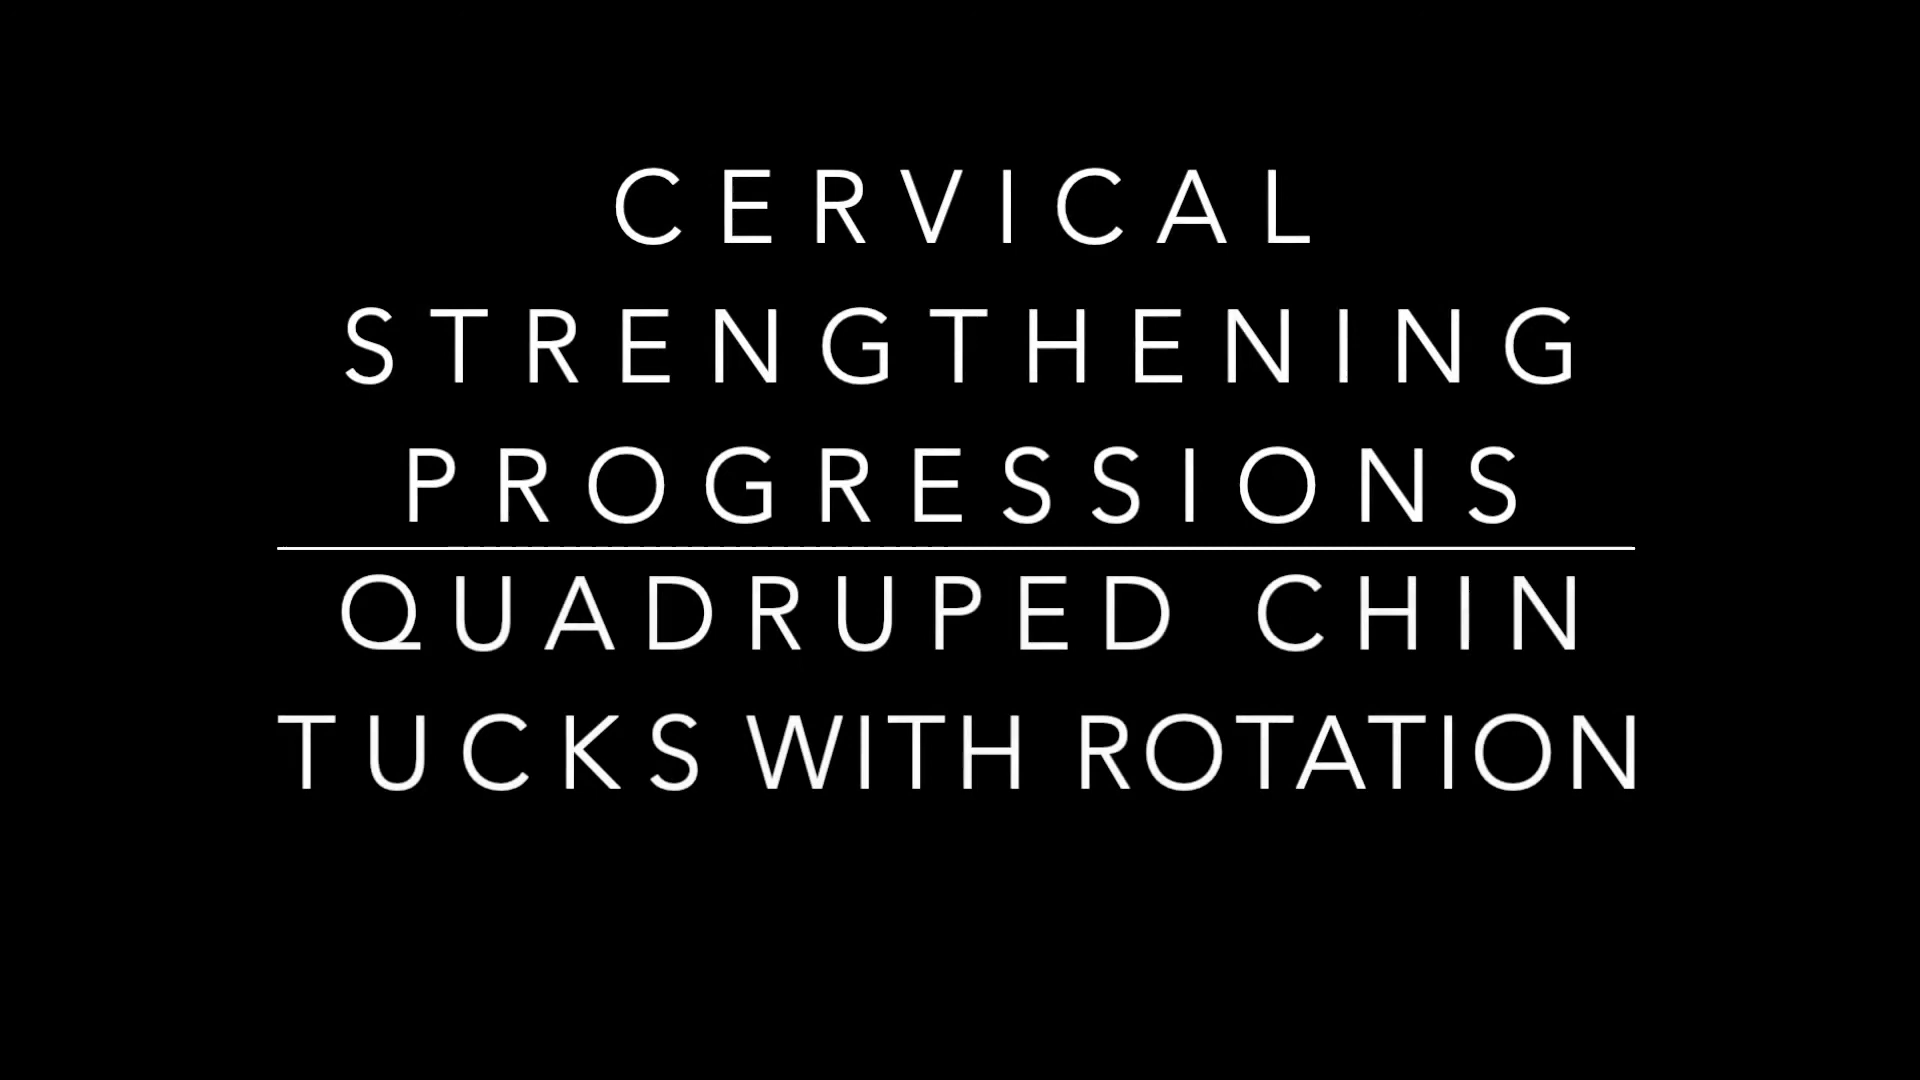 CERVICAL
STRENGTHENING
PROGRESSIONS
QUADRUPED CHIN
TUCKS WITH ROTATION